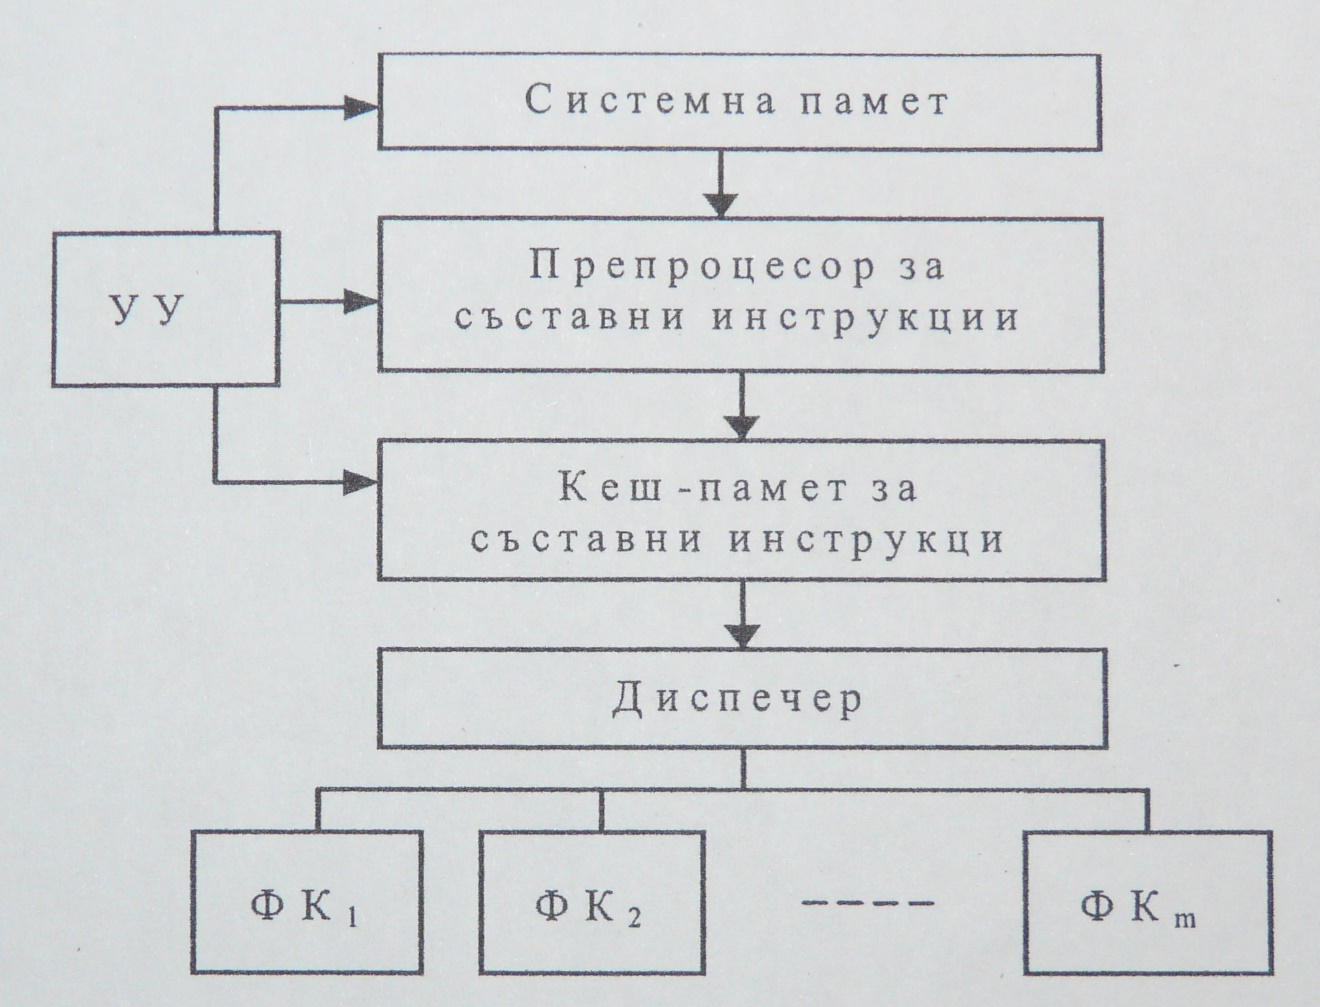 Системна памет
Препроцесор за
съставни инструкции
УУ
Кеш-памет за
съставни инструкци
Диспечер
ФК1 ФК2 ---- ФКm